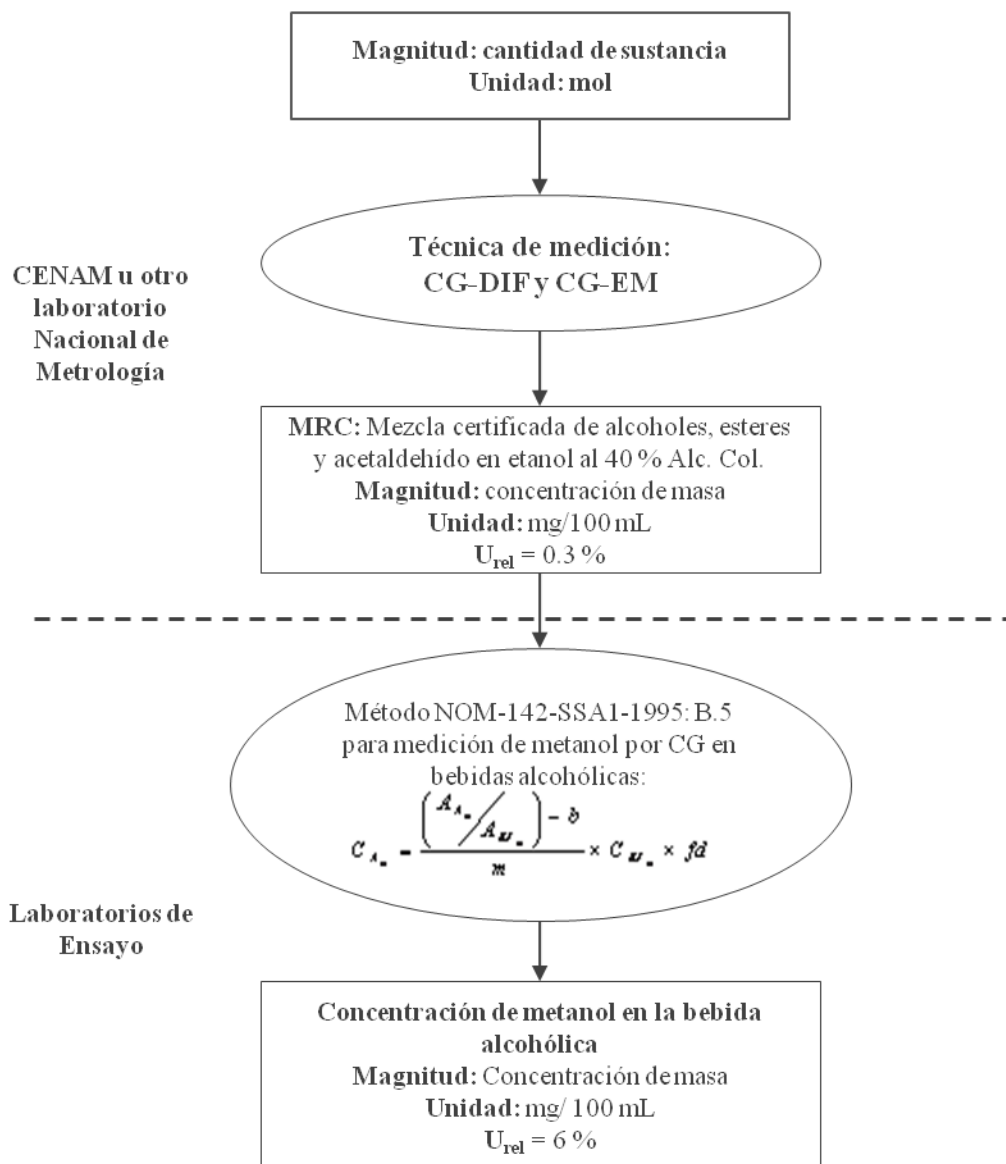 Magnitud: cantidad de sustancia
Unidad: mol
Técnica de medición:
CG-DIF y CG-EM
CENAM u otro
laboratorio
Nacional de
Metrología
MRC: Mezcla certificada de alcoholes, esteres
y acetaldehído en etanol al 40 % Alc. Col.
Magnitud: concentración de masa
Unidad: mg/100 mL
U_rel = 0.3 %
Método NOM-142-SSA1-1995: B.5
para medición de metanol por CG en
bebidas alcohólicas:
Laboratorios de
Ensayo
Concentración de metanol en la bebida
alcohólica
Magnitud: Concentración de masa
Unidad: mg/ 100 mL
U_rel = 6 %